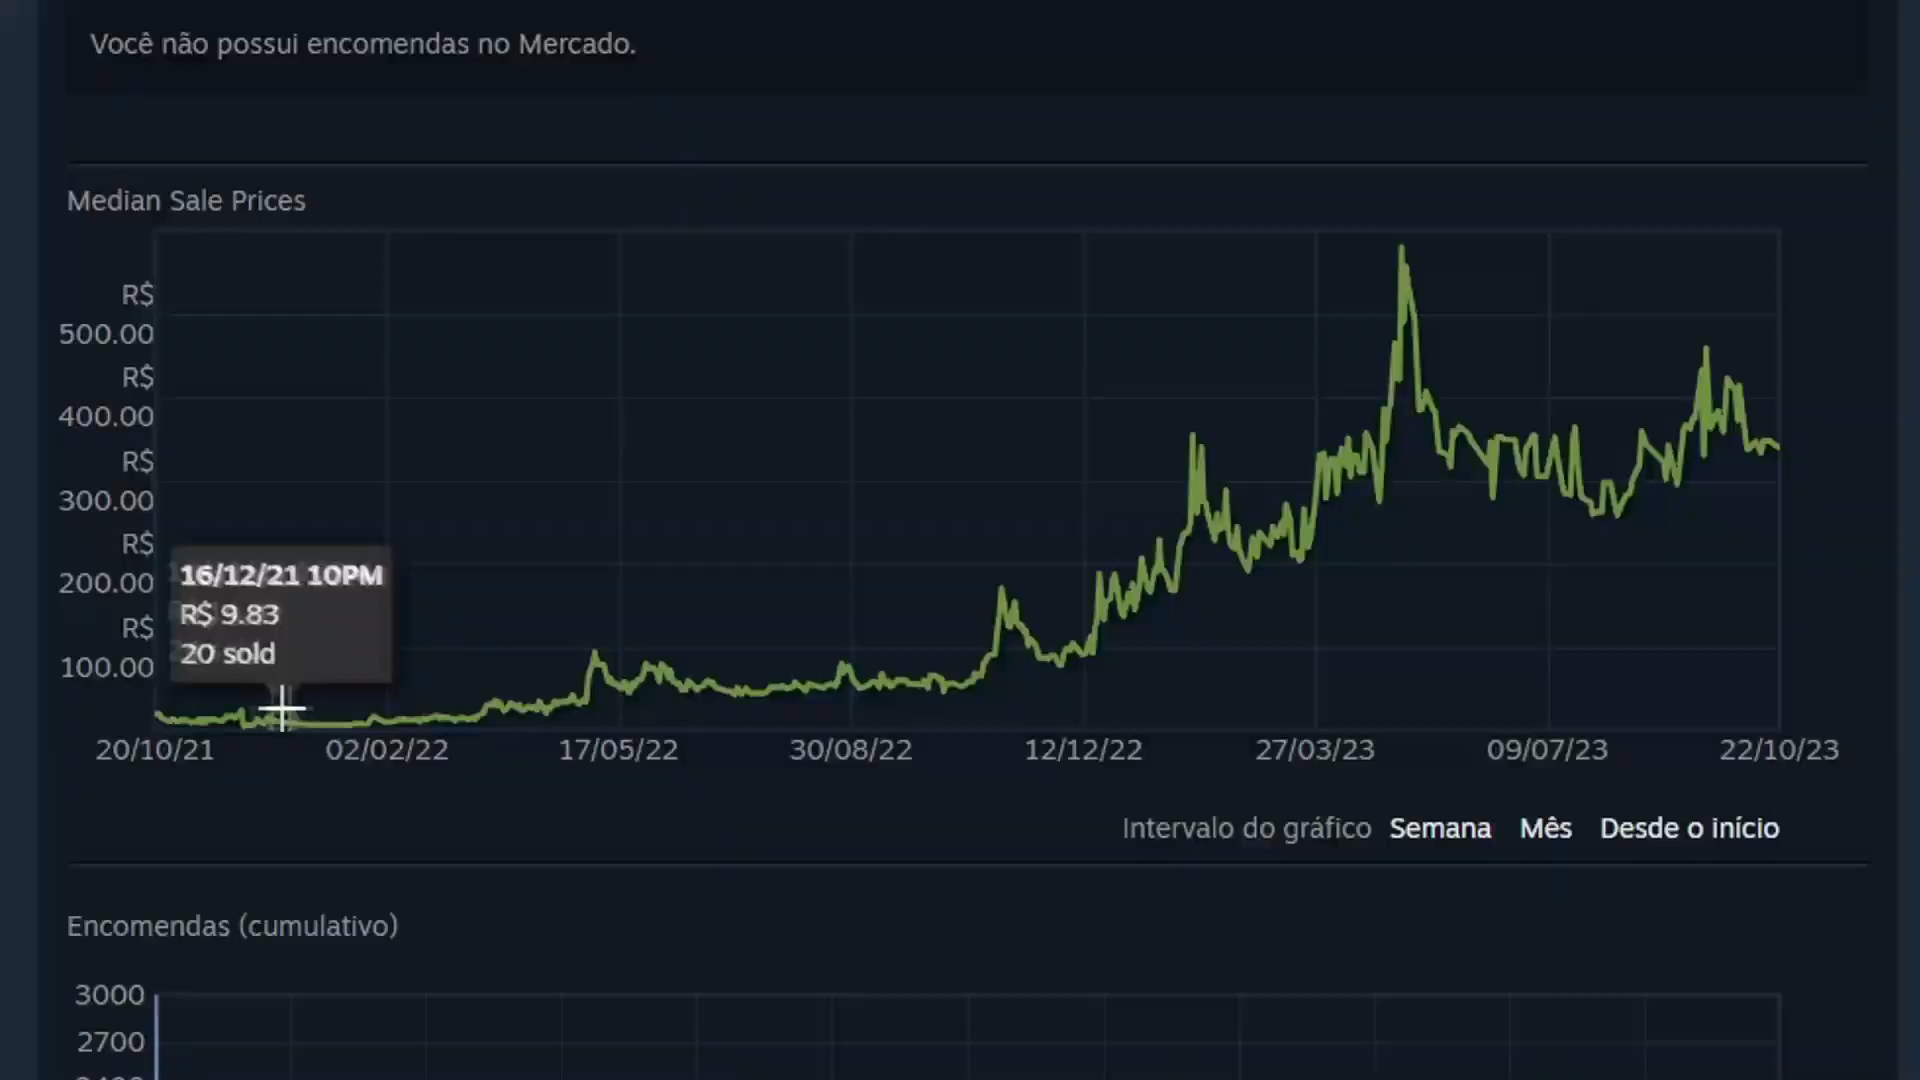 Você não possui encomendas no Mercado.
Median Sale Prices
R$
500.00
R$
400.00
R$
300.00
R$
200.00
R$
100.00
16/12/21 10PM
R$ 9.83
20 sold
20/10/21 02/02/22 17/05/22 30/08/22 12/12/22 27/03/23 09/07/23 22/10/23
Intervalo do gráfico Semana Mês Desde o início
Encomendas (cumulativo)
3000
2700